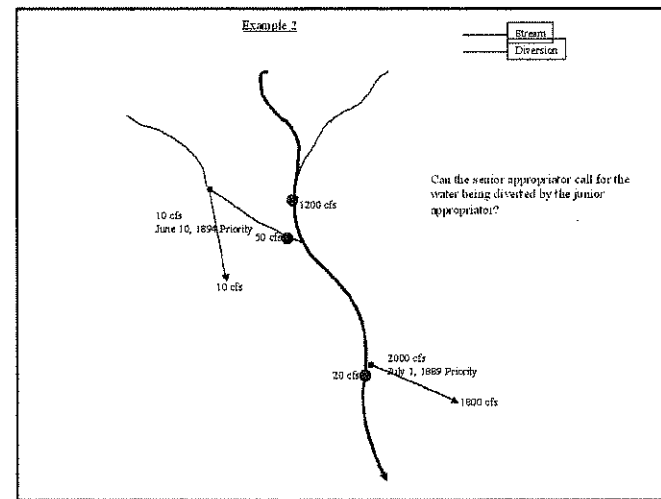 Example 2
Stream
Diversion
Can the senior appropriator call for the
water being diverted by the junior
appropriator?
1200 cfs
10 cfs
June 10, 1894 Priority
50 cfs
10 cfs
2000 cfs
July 1, 1889 Priority
20 cfs
1800 cfs